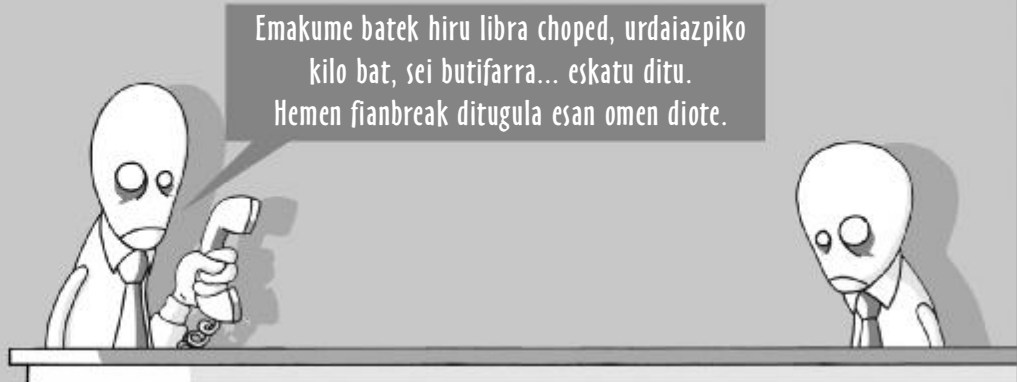 Emakume batek hiru libra choped, urdaiazpiko
kilo bat, sei butifarra... eskatu ditu.
Hemen fianbreak ditugula esan omen diote.